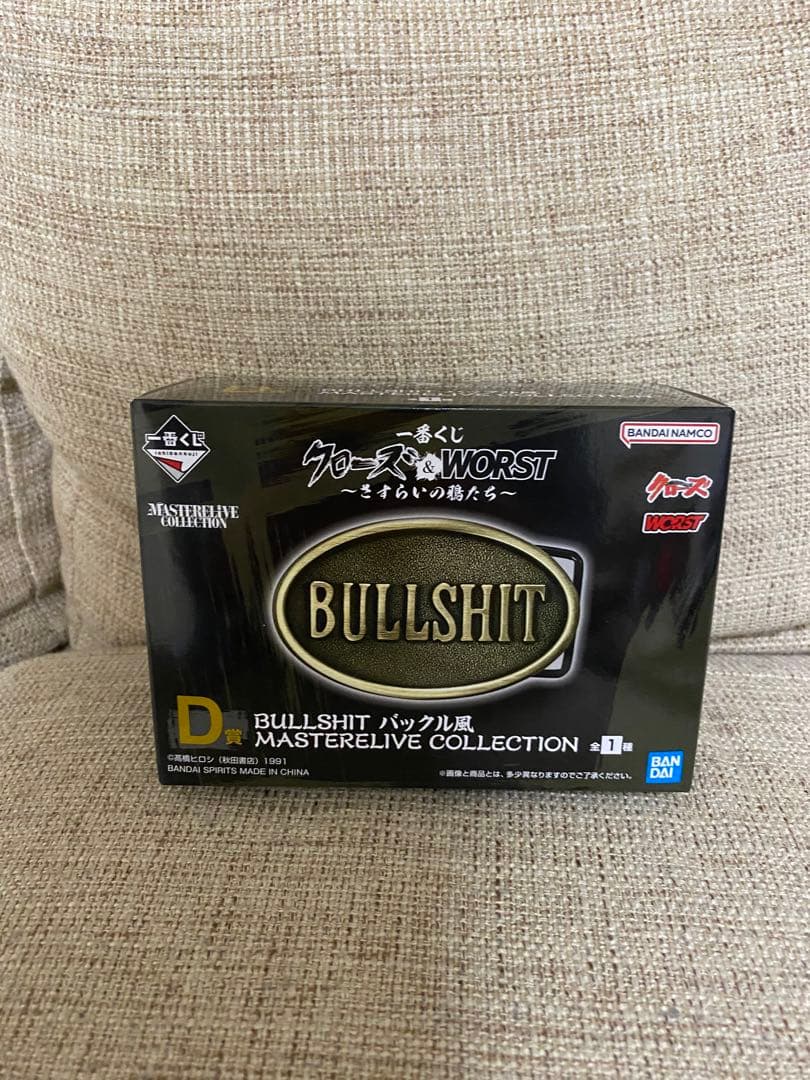 一番くじ
MASTERELIVE
COLLECTION
一番くじ
クローズ&WORST
～さすらいの鴉たち～
BANDAI NAMCO
クローズ
WORST
BULLSHIT
D賞
BULLSHIT バックル風
MASTERELIVE COLLECTION 全1種
©髙橋ヒロシ（秋田書店）1991
BANDAI SPIRITS MADE IN CHINA
※画像と商品とは、多少異なりますのでご了承ください。
BAN
DAI